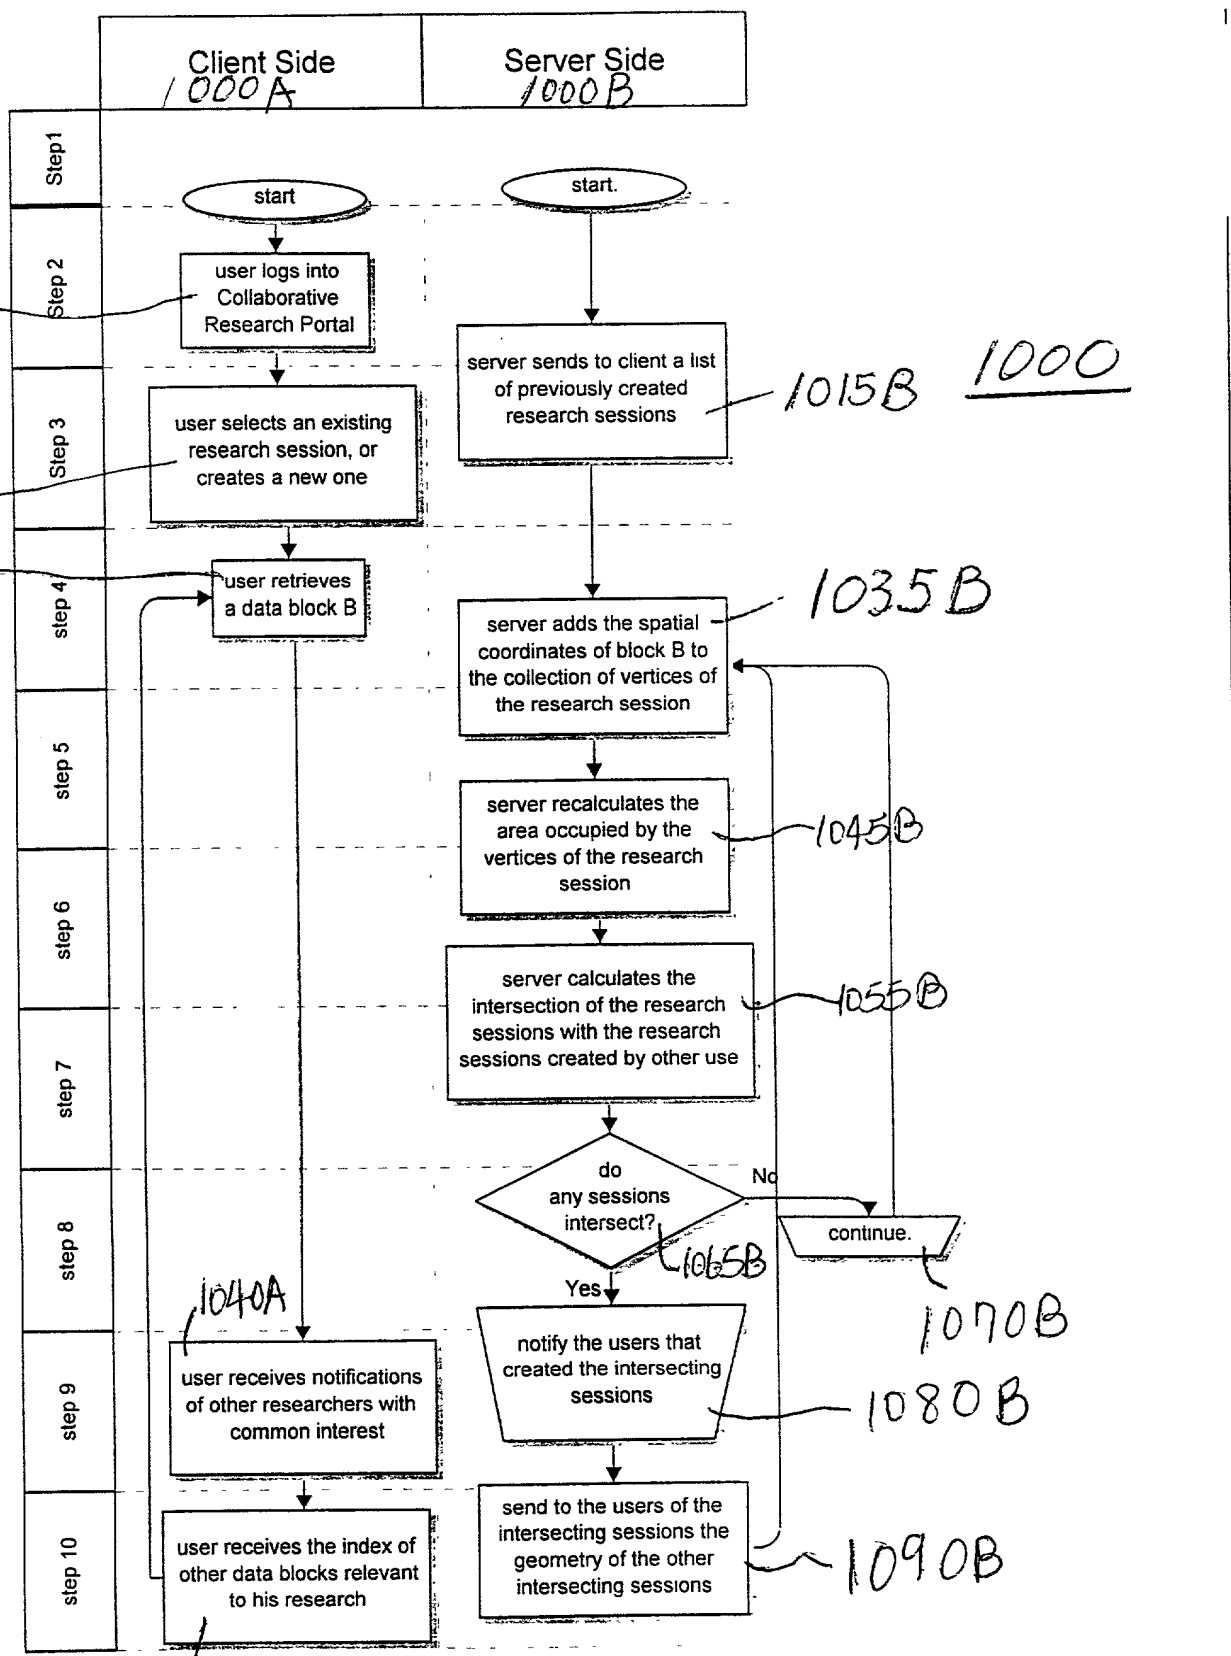 Client Side
1000A
Server Side
1000B
Step1
start
start.
Step 2
user logs into
Collaborative
Research Portal
server sends to client a list
of previously created
research sessions
1015B
1000
Step 3
user selects an existing
research session, or
creates a new one
step 4
user retrieves
a data block B
server adds the spatial
coordinates of block B to
the collection of vertices of
the research session
1035B
step 5
server recalculates the
area occupied by the
vertices of the research
session
1045B
step 6
server calculates the
intersection of the research
sessions with the research
sessions created by other use
1055B
step 7
do
any sessions
intersect?
No
1065B
Yes
continue.
1070B
step 8
1040A
step 9
user receives notifications
of other researchers with
common interest
notify the users that
created the intersecting
sessions
1080B
step 10
user receives the index of
other data blocks relevant
to his research
send to the users of the
intersecting sessions the
geometry of the other
intersecting sessions
1090B